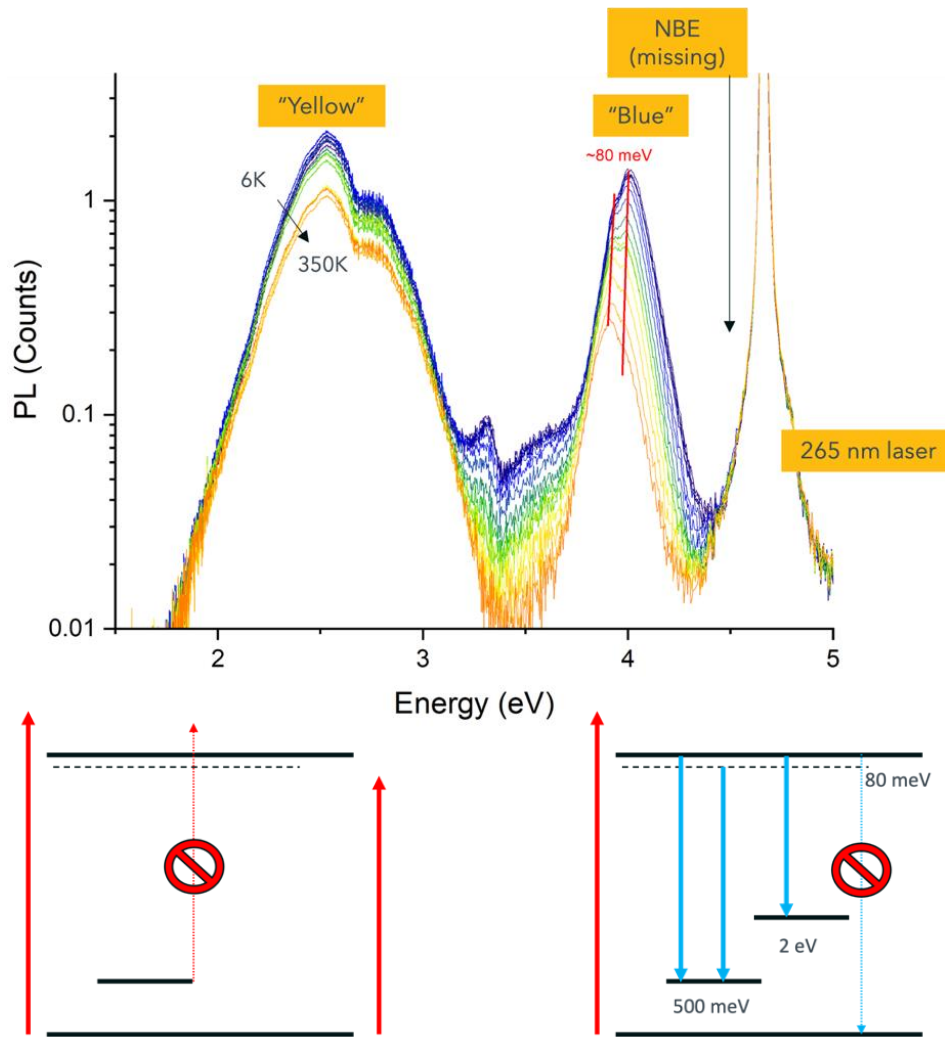 NBE
(missing)
"Yellow"
"Blue"
~80 meV
6K
350K
265 nm laser
PL (Counts)
1
0.1
0.01
2
3
4
5
Energy (eV)
80 meV
2 eV
500 meV